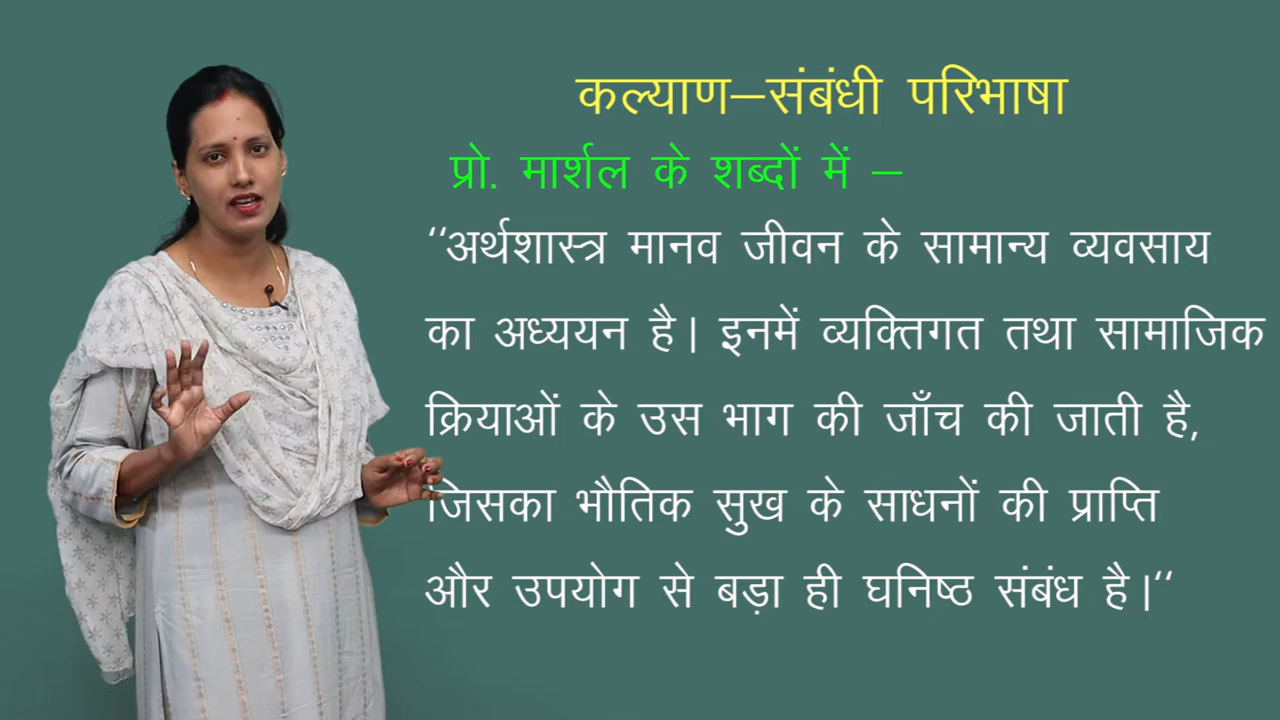 कल्याण–संबंधी परिभाषा
प्रो. मार्शल के शब्दों में –
‘‘अर्थशास्त्र मानव जीवन के सामान्य व्यवसाय
का अध्ययन है। इनमें व्यक्तिगत तथा सामाजिक
क्रियाओं के उस भाग की जाँच की जाती है,
जिसका भौतिक सुख के साधनों की प्राप्ति
और उपयोग से बड़ा ही घनिष्ठ संबंध है।‘‘